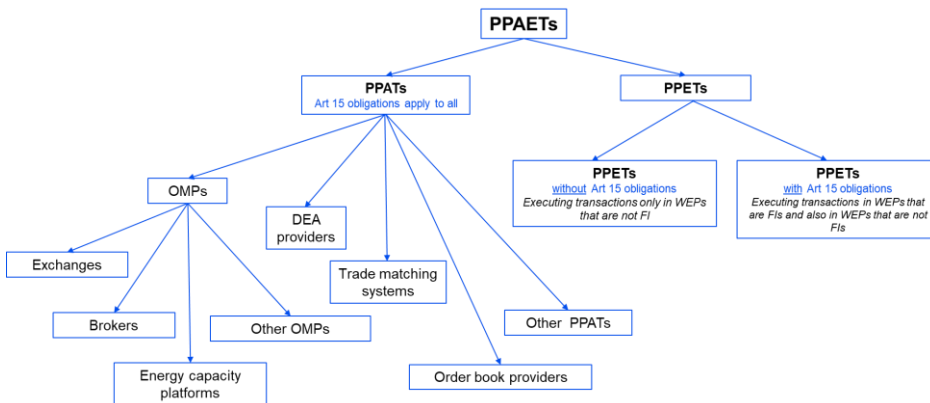 PPAETs
PPATs
Art 15 obligations apply to all
PPETs
PPETs
without Art 15 obligations
Executing transactions only in WEPs
that are not FI
PPETs
with Art 15 obligations
Executing transactions in WEPs that
are FIs and also in WEPs that are not
FIs
OMPs
DEA
providers
Exchanges
Trade matching
systems
Brokers
Other OMPs
Other PPATs
Energy capacity
platforms
Order book providers